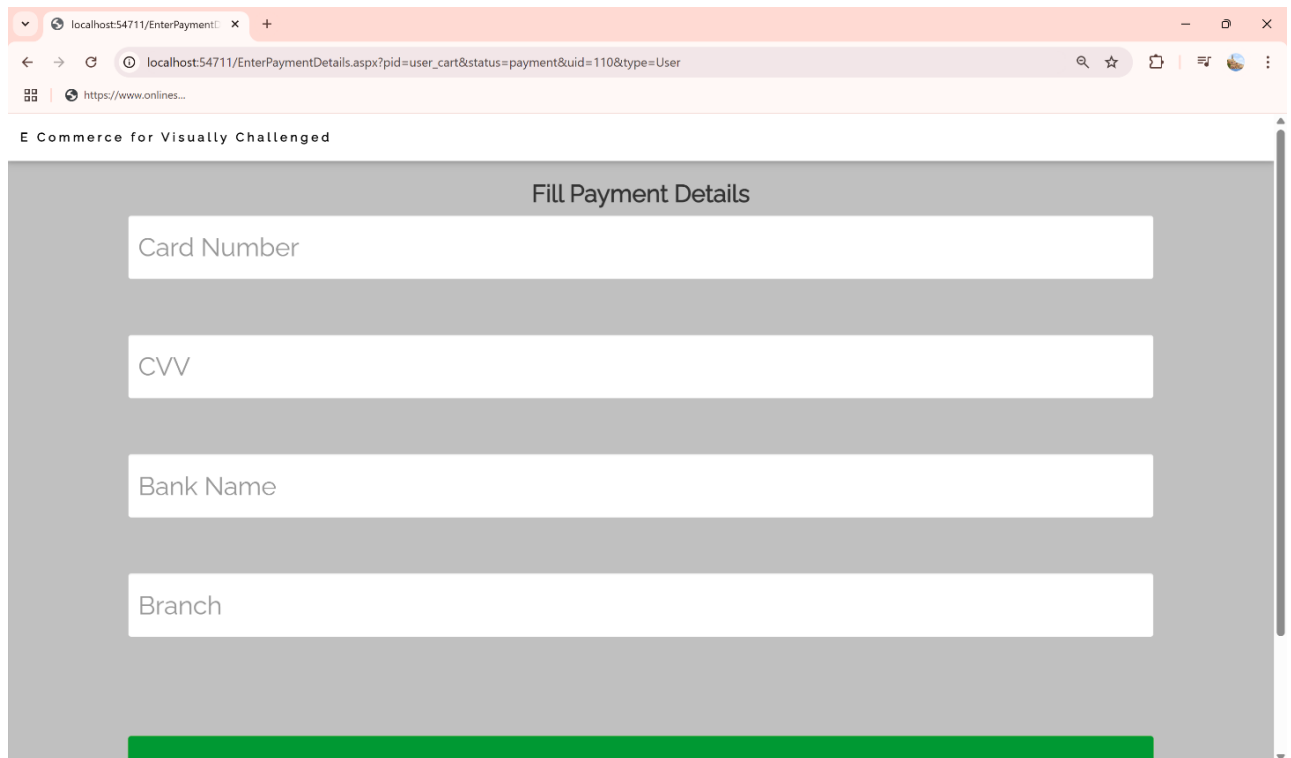 localhost:54711/EnterPaymentD
localhost:54711/EnterPaymentDetails.aspx?pid=user_cart&status=payment&uid=110&type=User
https://www.onlines...
E Commerce for Visually Challenged
Fill Payment Details
Card Number
CVV
Bank Name
Branch